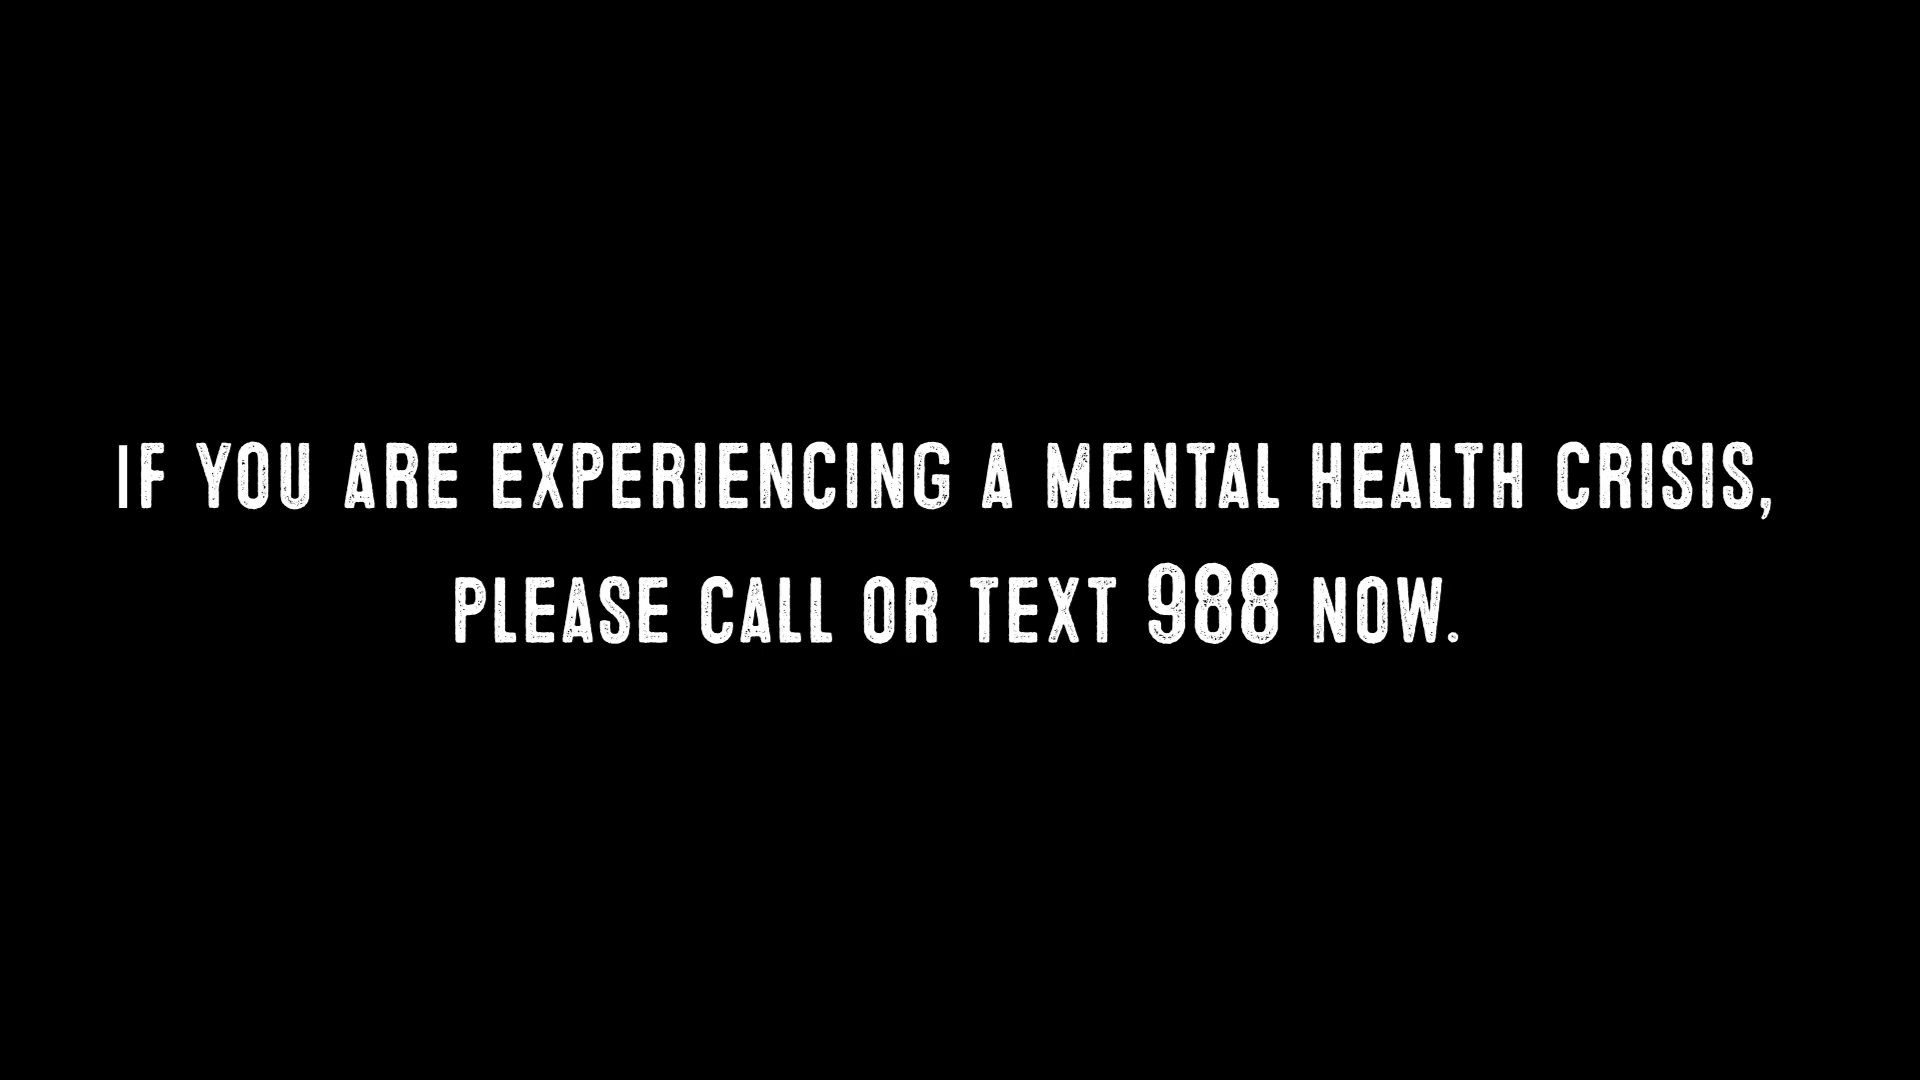 IF YOU ARE EXPERIENCING A MENTAL HEALTH CRISIS,
PLEASE CALL OR TEXT 988 NOW.